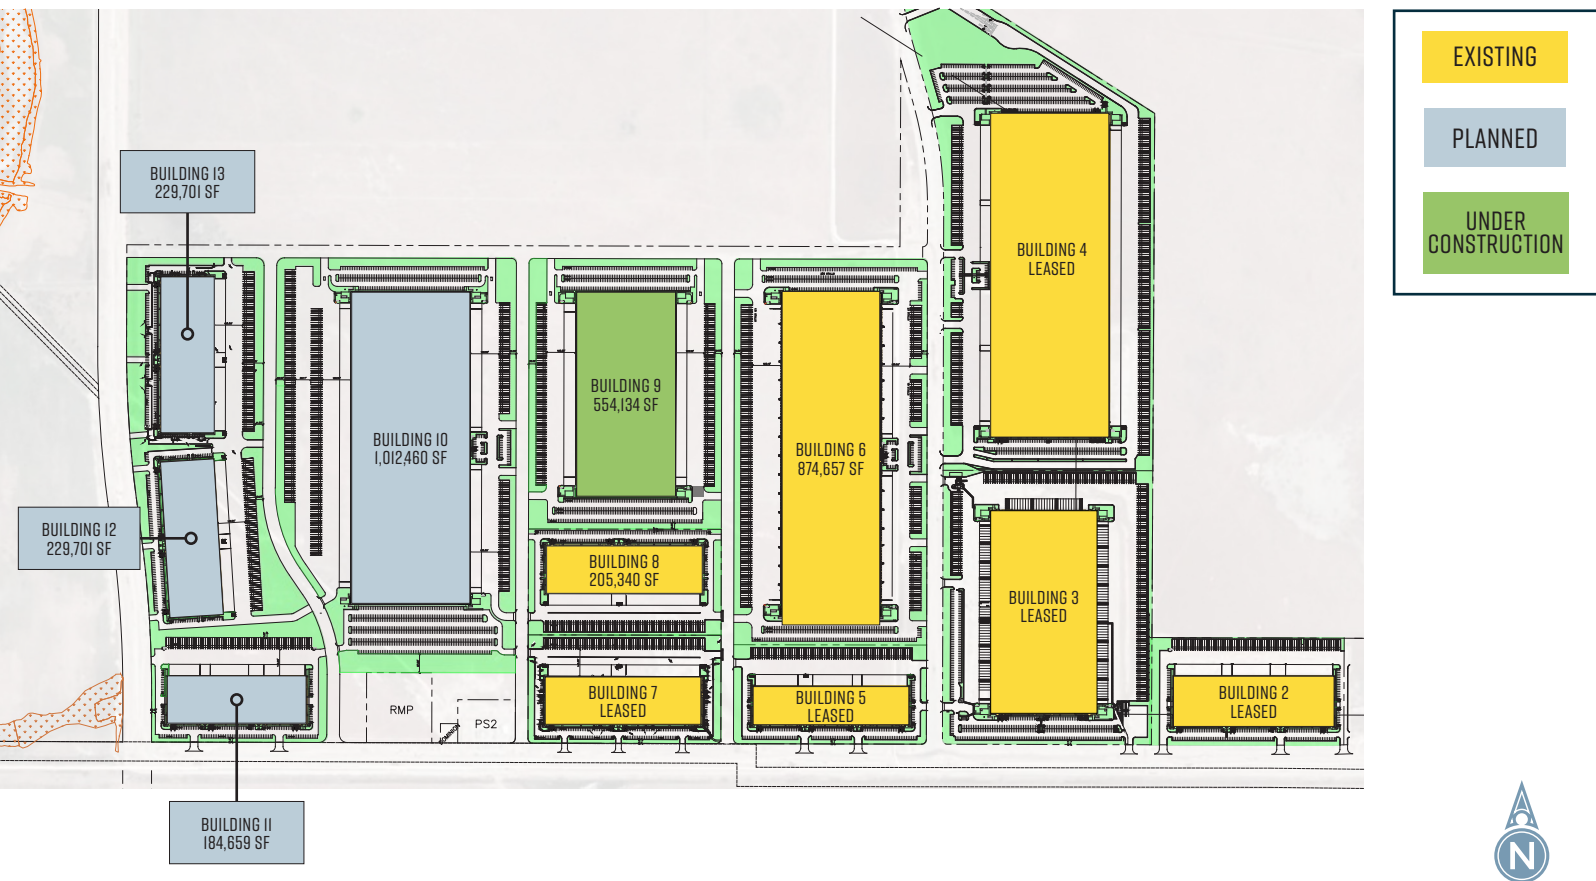 EXISTING
PLANNED
UNDER
CONSTRUCTION
BUILDING 13
229,701 SF
BUILDING 4
LEASED
BUILDING 9
554,134 SF
BUILDING 10
1,012,460 SF
BUILDING 6
874,657 SF
BUILDING 12
229,701 SF
BUILDING 8
205,340 SF
BUILDING 3
LEASED
BUILDING 7
LEASED
BUILDING 5
LEASED
BUILDING 2
LEASED
RMP
PS2
BUILDING 11
184,659 SF
N